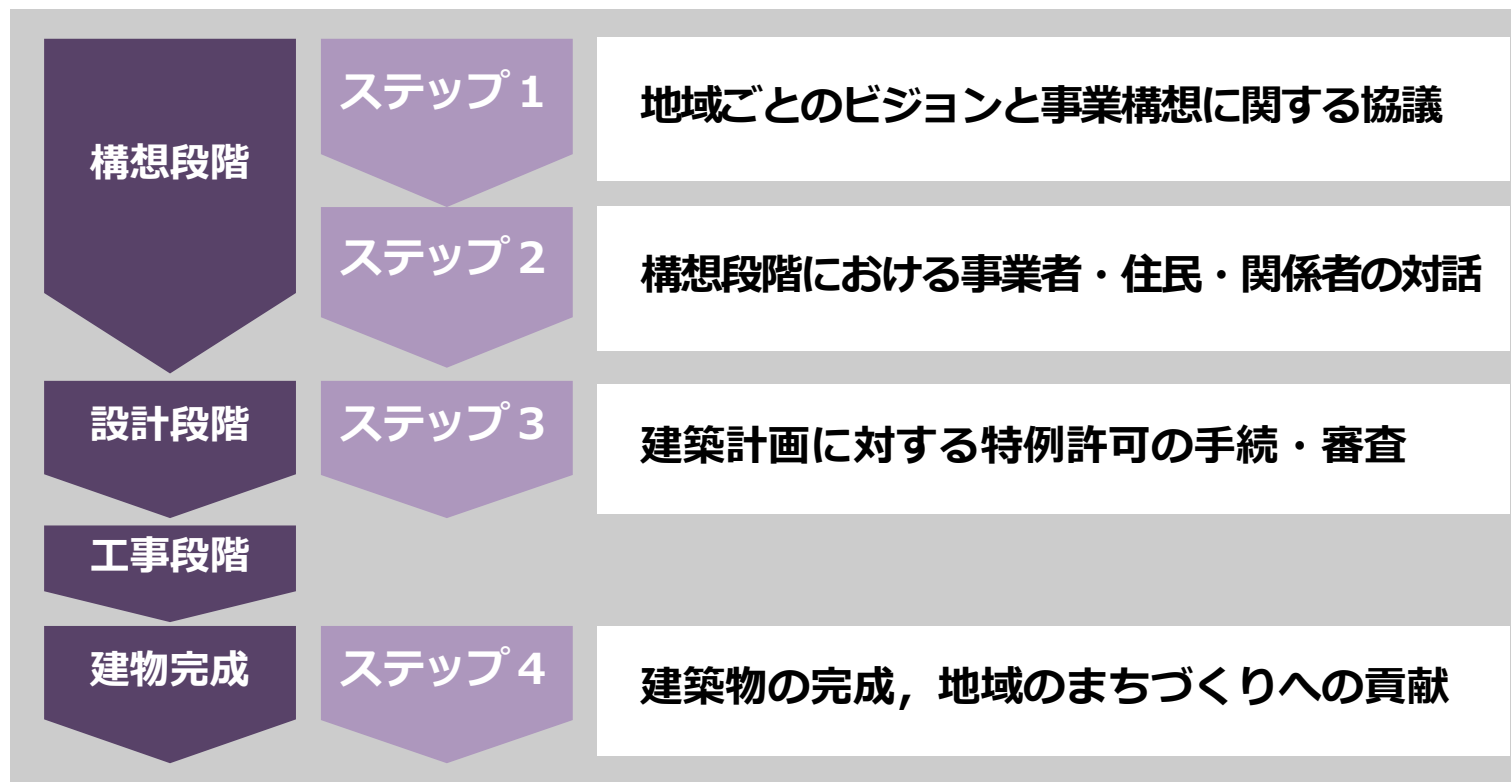 構想段階
ステップ1
地域ごとのビジョンと事業構想に関する協議
ステップ2
構想段階における事業者・住民・関係者の対話
設計段階
ステップ3
建築計画に対する特例許可の手続・審査
工事段階
建物完成
ステップ4
建築物の完成，地域のまちづくりへの貢献